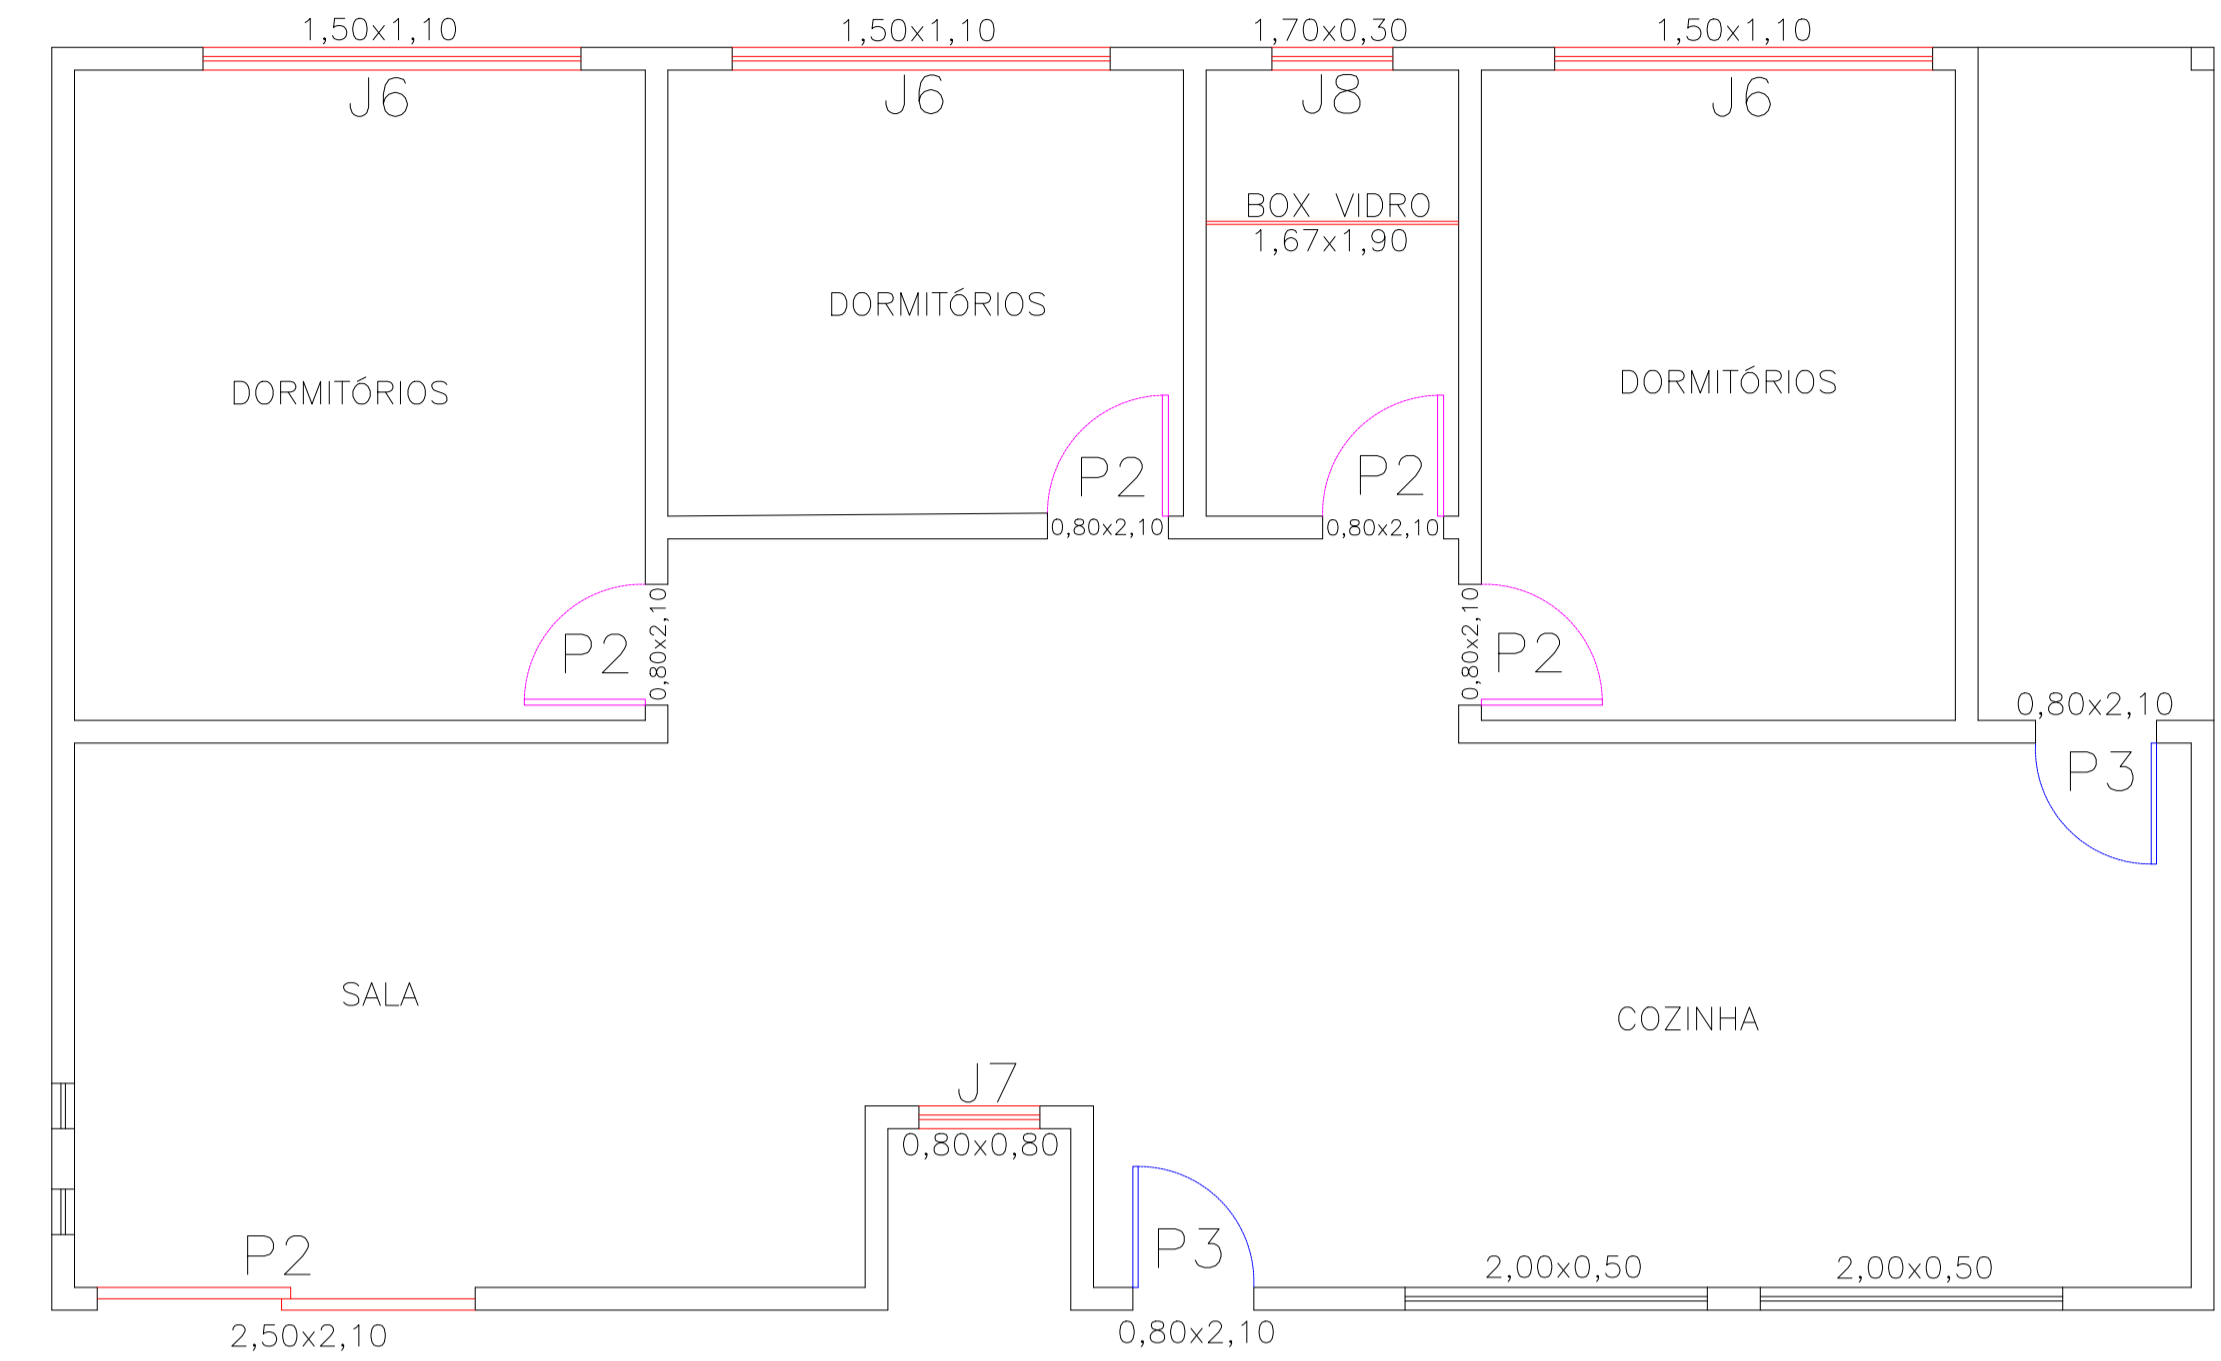 1,50x1,10
1,50x1,10
1,70x0,30
1,50x1,10
J6
J6
J8
J6
BOX VIDRO
1,67x1,90
DORMITÓRIOS
DORMITÓRIOS
DORMITÓRIOS
P2
P2
0,80x2,10
0,80x2,10
P2
0,80x2,10
0,80x2,10
P2
0,80x2,10
P3
SALA
COZINHA
J7
0,80x0,80
P2
P3
2,00x0,50
2,00x0,50
2,50x2,10
0,80x2,10